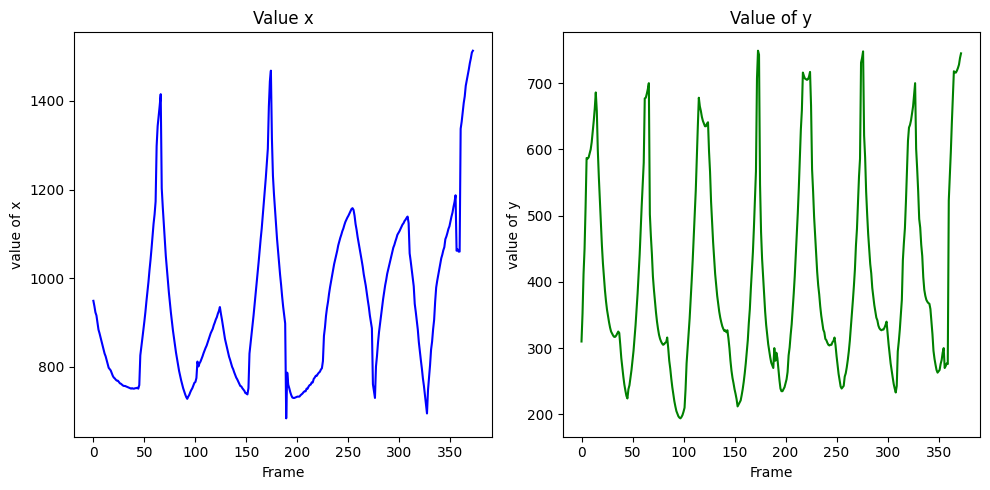 Value x
value of x
1400
1200
1000
800
0 50 100 150 200 250 300 350
Frame
Value of y
value of y
700
600
500
400
300
200
0 50 100 150 200 250 300 350
Frame